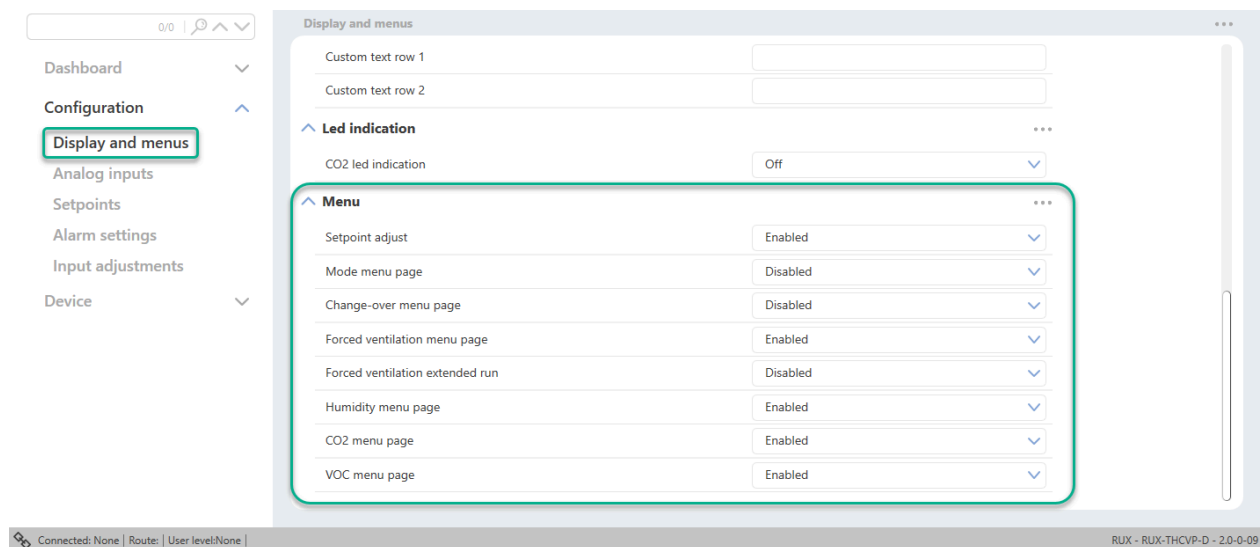 0/0
Dashboard
Configuration
Display and menus
Analog inputs
Setpoints
Alarm settings
Input adjustments
Device
Display and menus
Custom text row 1
Custom text row 2
Led indication
CO2 led indication Off
Menu
Setpoint adjust Enabled
Mode menu page Disabled
Change-over menu page Disabled
Forced ventilation menu page Enabled
Forced ventilation extended run Disabled
Humidity menu page Enabled
CO2 menu page Enabled
VOC menu page Enabled
Connected: None | Route: | User level:None | RUX - RUX-THCVP-D - 2.0-0-09